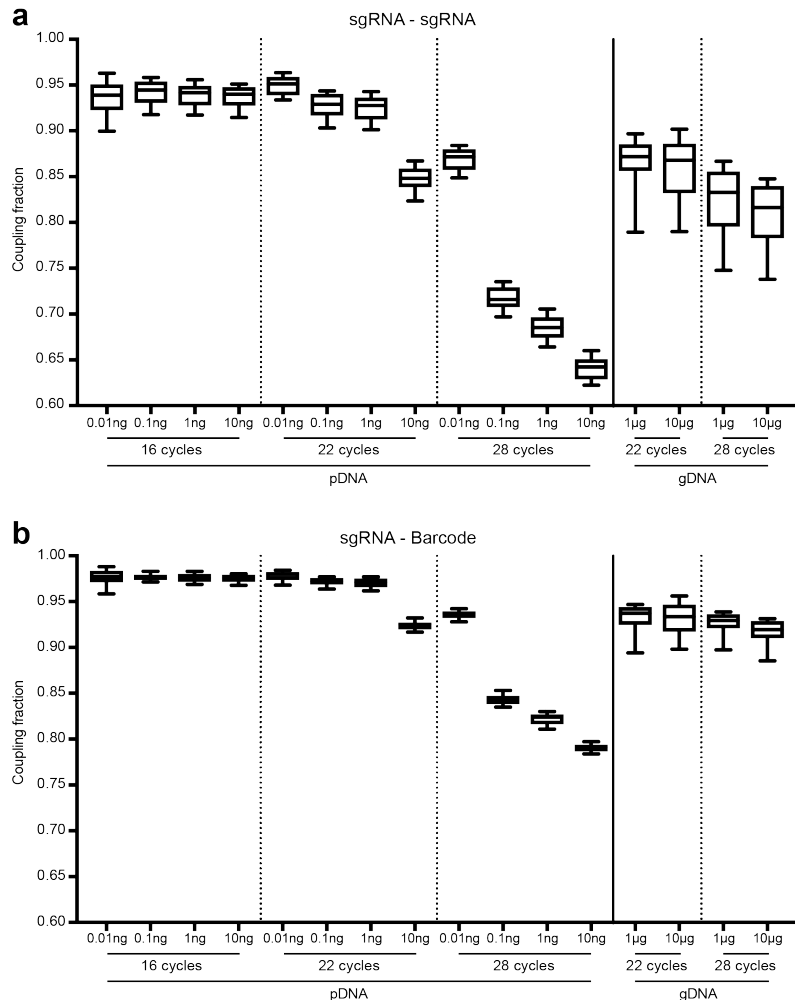 a
sgRNA - sgRNA
1.00
0.95
0.90
0.85
0.80
0.75
0.70
0.65
0.60
Coupling fraction
0.01ng 0.1ng 1ng 10ng 0.01ng 0.1ng 1ng 10ng 0.01ng 0.1ng 1ng 10ng 1µg 10µg 1µg 10µg
16 cycles 22 cycles 28 cycles 22 cycles 28 cycles
pDNA gDNA
b
sgRNA - Barcode
1.00
0.95
0.90
0.85
0.80
0.75
0.70
0.65
0.60
Coupling fraction
0.01ng 0.1ng 1ng 10ng 0.01ng 0.1ng 1ng 10ng 0.01ng 0.1ng 1ng 10ng 1µg 10µg 1µg 10µg
16 cycles 22 cycles 28 cycles 22 cycles 28 cycles
pDNA gDNA